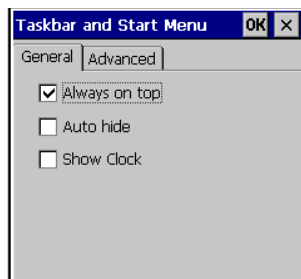 Taskbar and Start Menu OK ×
General Advanced
Always on top
Auto hide
Show Clock